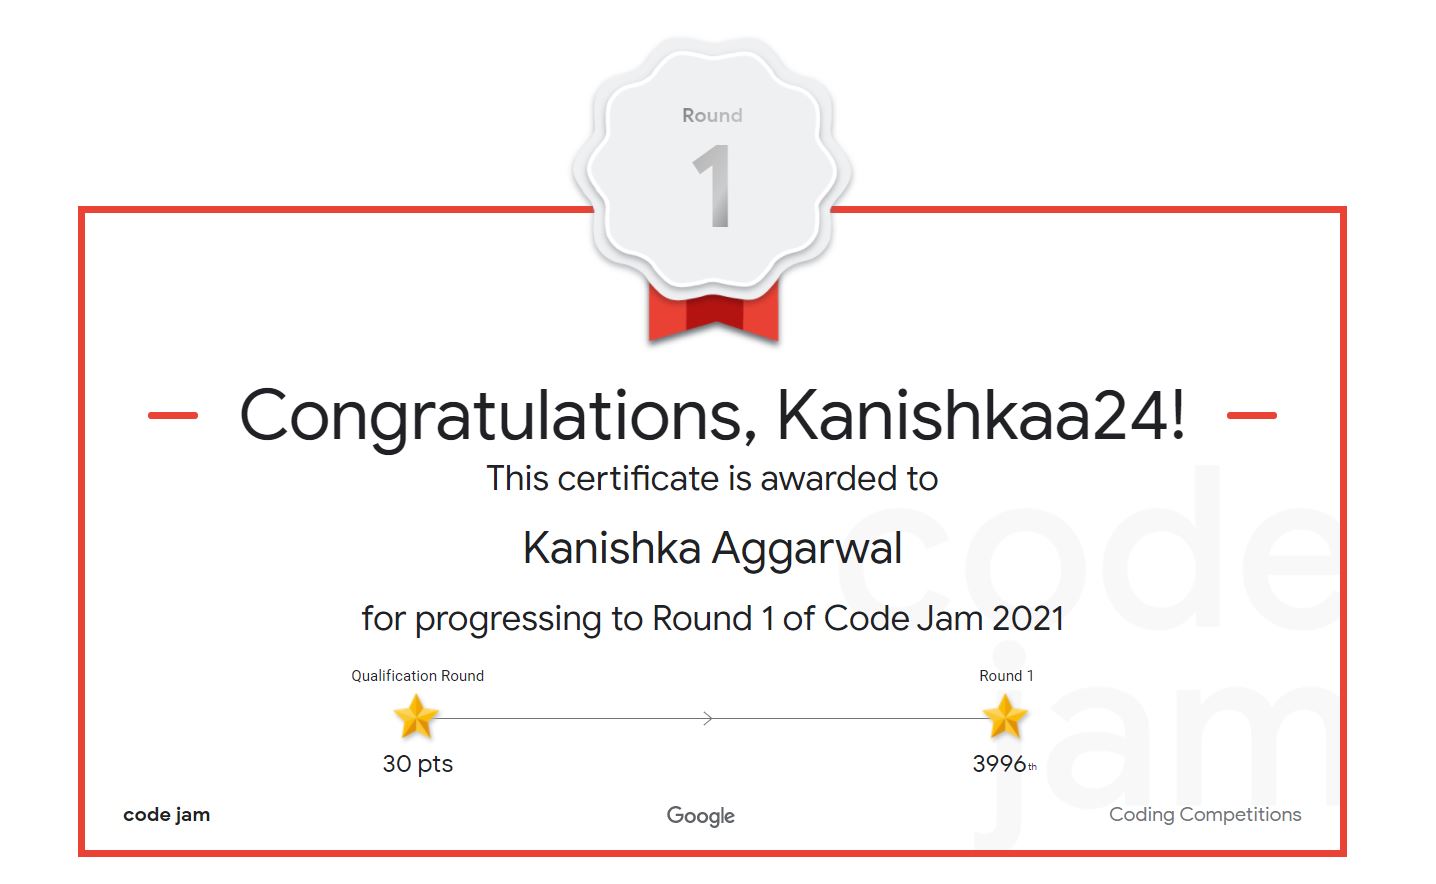 Round
1
Congratulations, Kanishkaa24!
This certificate is awarded to
Kanishka Aggarwal
for progressing to Round 1 of Code Jam 2021
Qualification Round
Round 1
30 pts
3996th
code jam
Google
Coding Competitions
code
jam